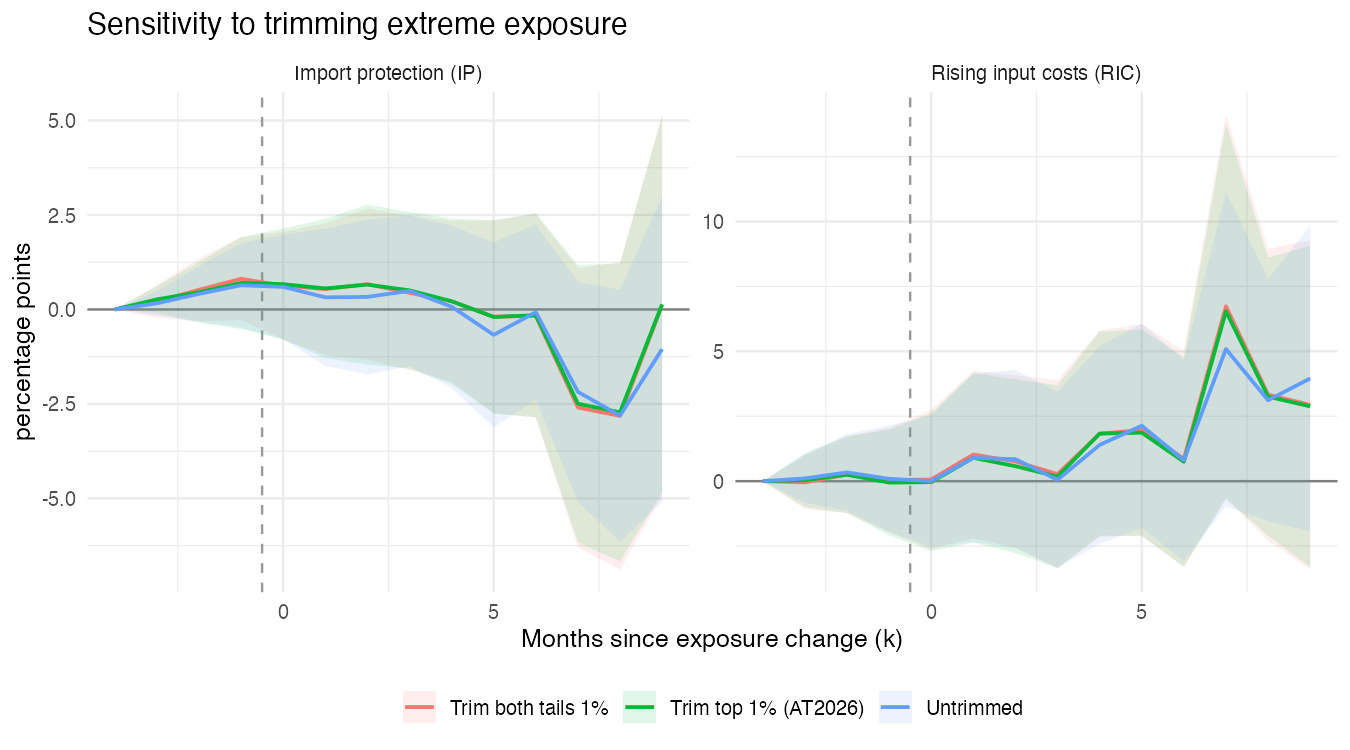 Sensitivity to trimming extreme exposure
Import protection (IP)
Rising input costs (RIC)
percentage points
5.0
2.5
0.0
-2.5
-5.0
10
5
0
0
5
0
5
Months since exposure change (k)
Trim both tails 1%
Trim top 1% (AT2026)
Untrimmed